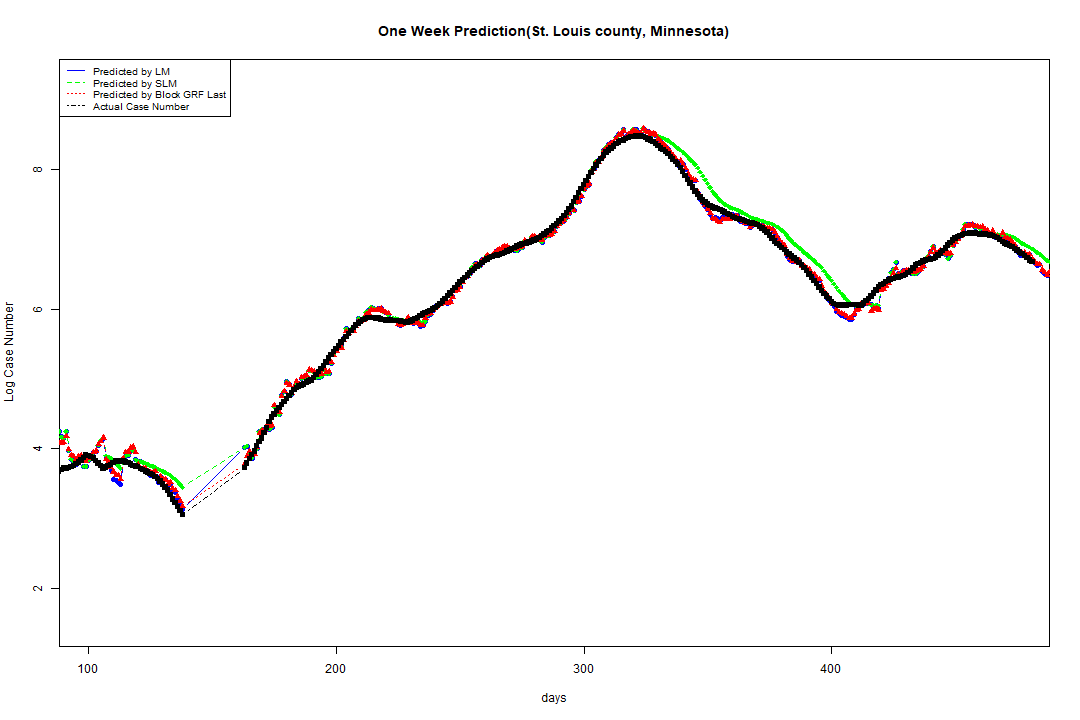 One Week Prediction(St. Louis county, Minnesota)
Predicted by LM
Predicted by SLM
Predicted by Block GRF Last
Actual Case Number
Log Case Number
8
6
4
2
100 200 300 400
days